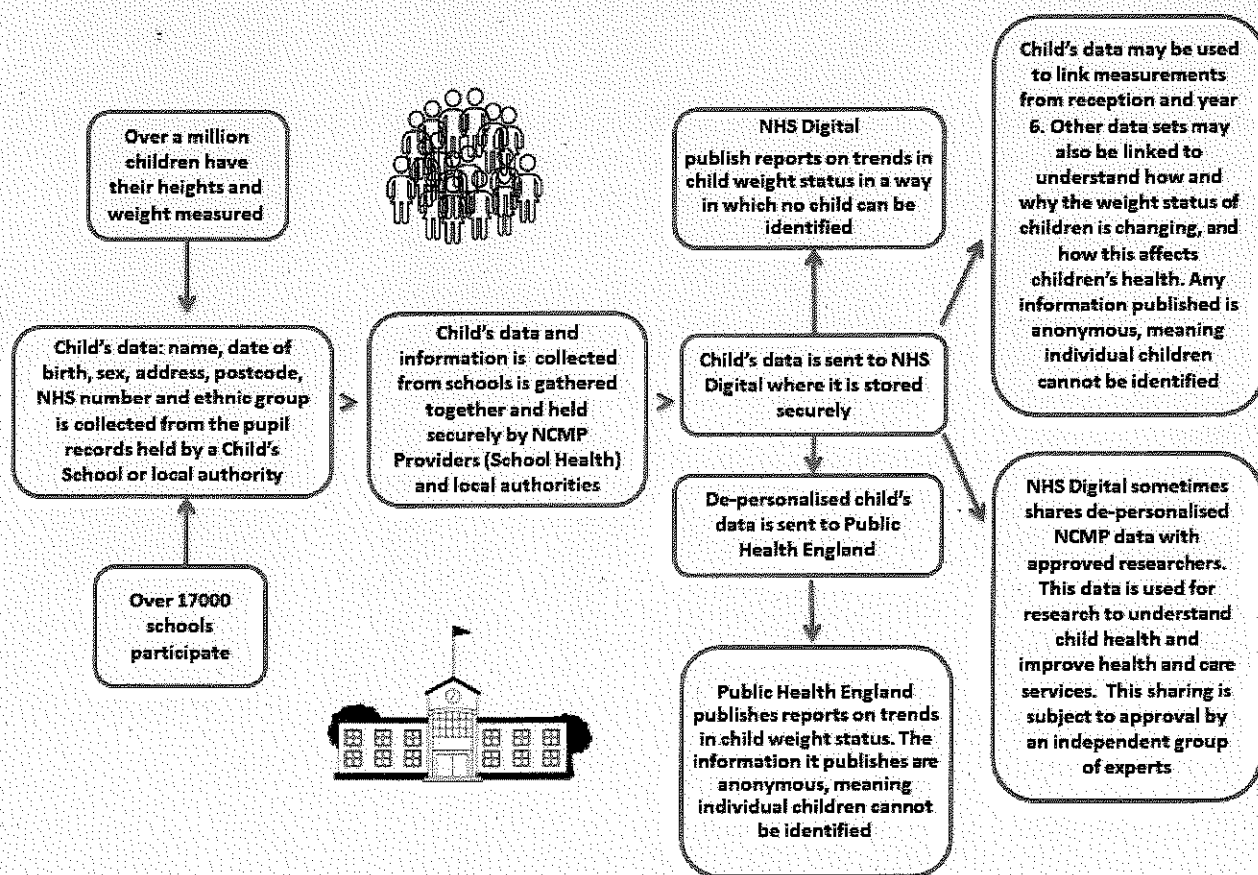 Over a million
children have
their heights and
weight measured
Child's data: name, date of
birth, sex, address, postcode,
NHS number and ethnic group
is collected from the pupil
records held by a Child's
School or local authority
Over 17000
schools
participate
Child's data and
information is collected
from schools is gathered
together and held
securely by NCMP
Providers (School Health)
and local authorities
NHS Digital
publish reports on trends in
child weight status in a way
in which no child can be
identified
Child's data is sent to NHS
Digital where it is stored
securely
De-personalised child's
data is sent to Public
Health England
Public Health England
publishes reports on trends
in child weight status. The
information it publishes are
anonymous, meaning
individual children cannot
be identified
Child's data may be used
to link measurements
from reception and year
6. Other data sets may
also be linked to
understand how and
why the weight status of
children is changing, and
how this affects
children's health. Any
information published is
anonymous, meaning
individual children
cannot be identified
NHS Digital sometimes
shares de-personalised
NCMP data with
approved researchers.
This data is used for
research to understand
child health and
improve health and care
services. This sharing is
subject to approval by
an independent group
of experts